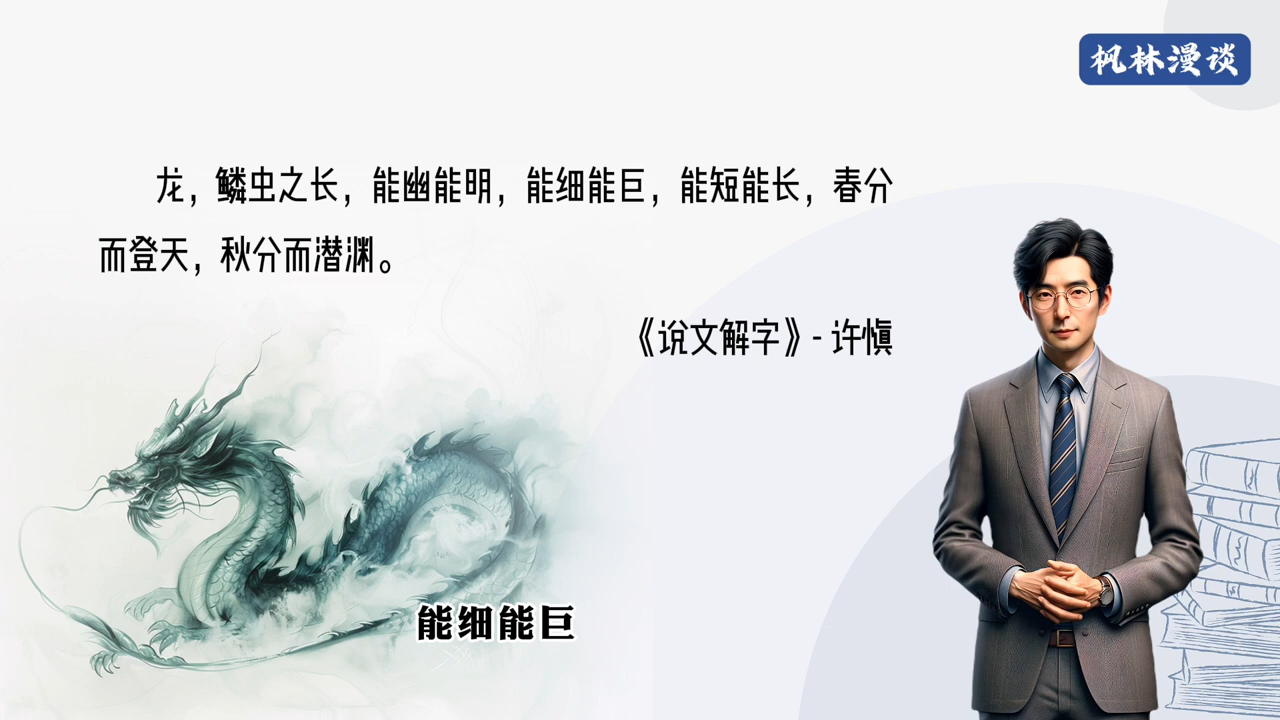 枫林漫谈
龙，鳞虫之长，能幽能明，能细能巨，能短能长，春分
而登天，秋分而潜渊。
《说文解字》- 许慎
能细能巨